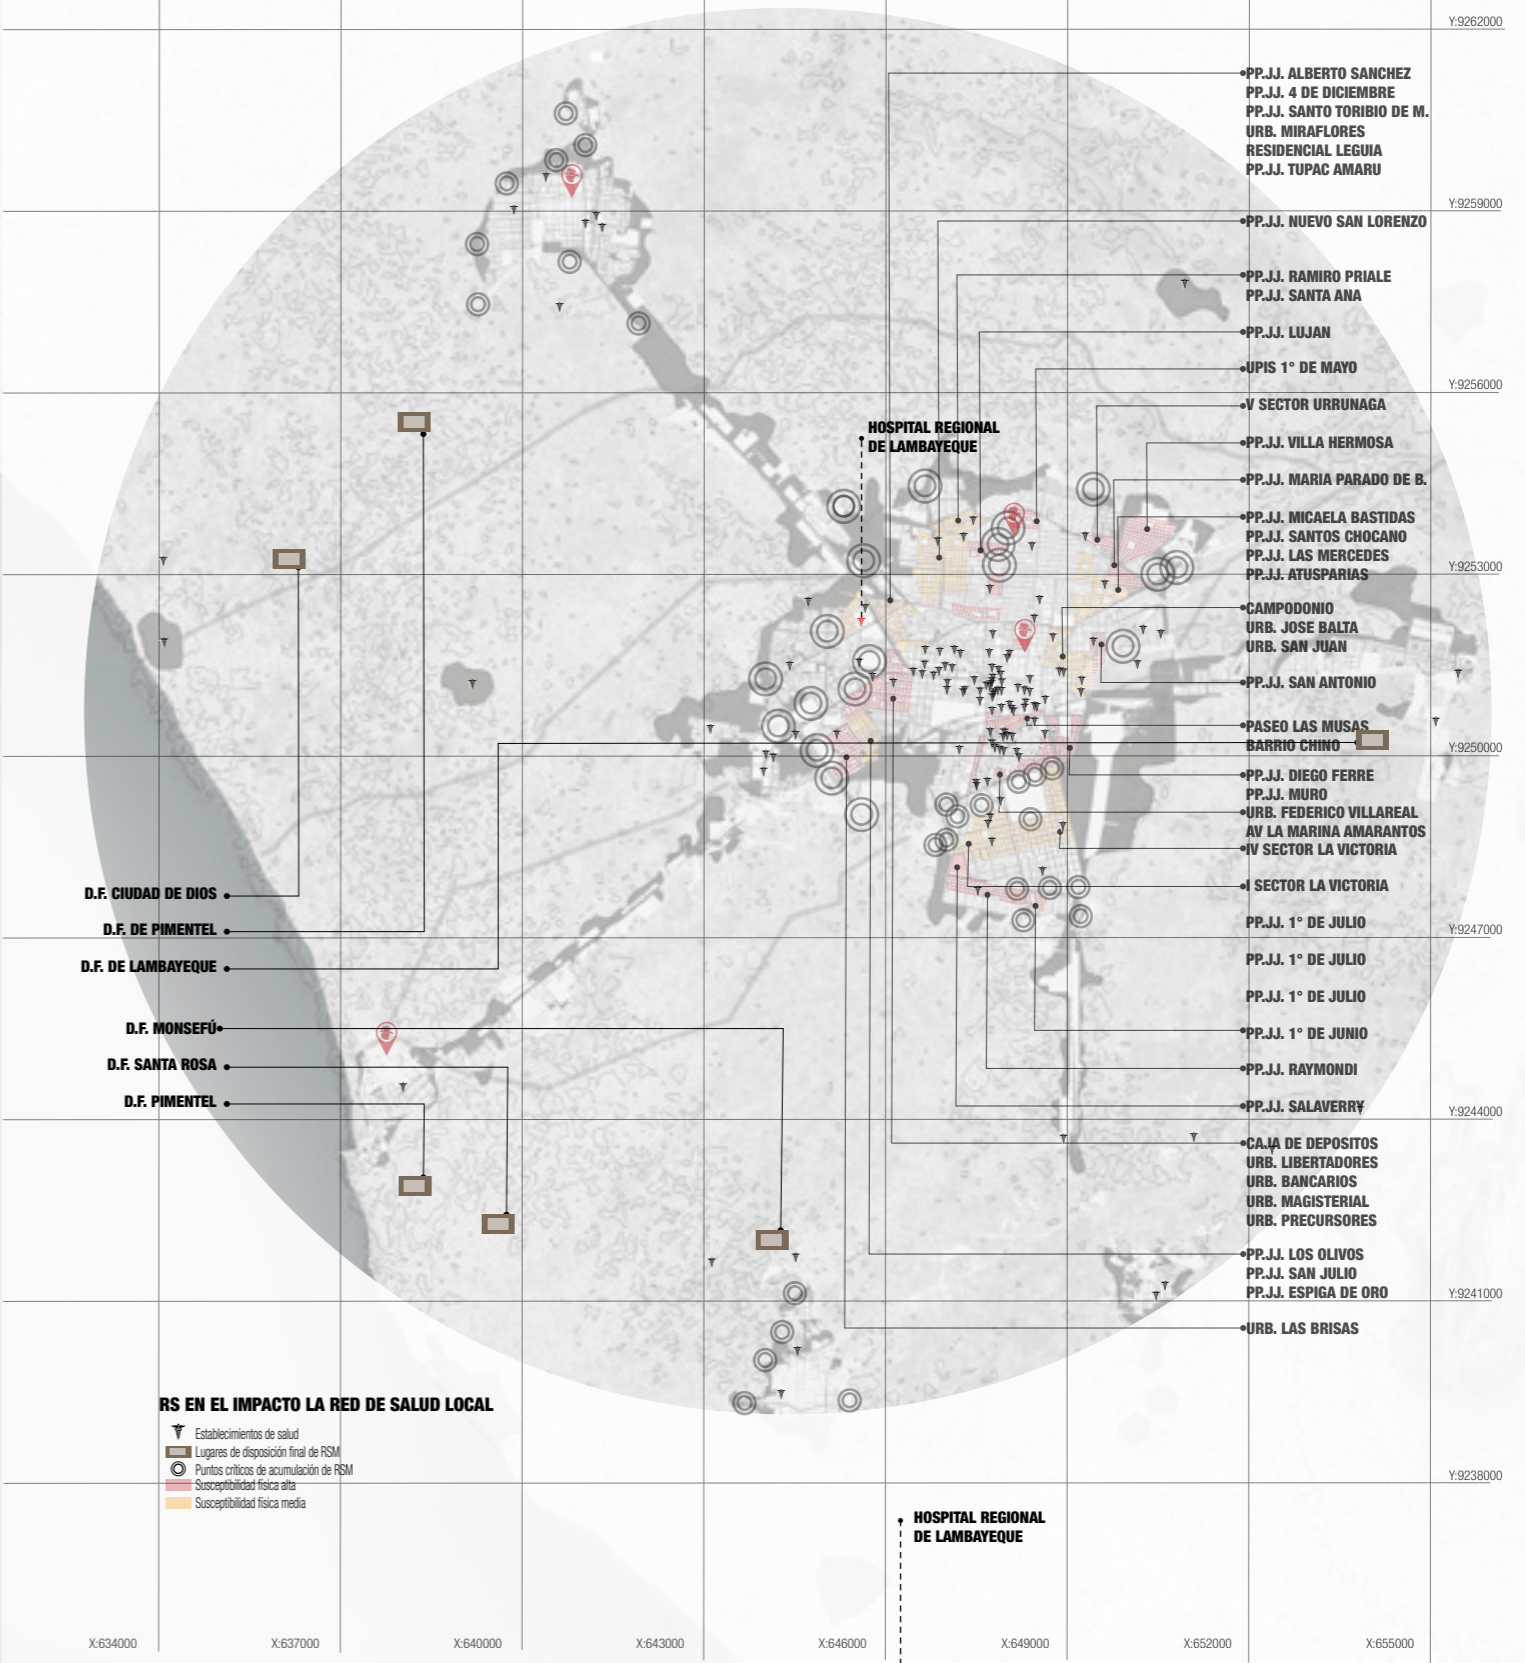 Y:9262000
PP.JJ. ALBERTO SANCHEZ
PP.JJ. 4 DE DICIEMBRE
PP.JJ. SANTO TORIBIO DE M.
URB. MIRAFLORES
RESIDENCIAL LEGUIA
PP.JJ. TUPAC AMARU
Y:9259000
PP.JJ. NUEVO SAN LORENZO
PP.JJ. RAMIRO PRIALE
PP.JJ. SANTA ANA
PP.JJ. LUJAN
UPIS 1° DE MAYO
Y:9256000
V SECTOR URRUNAGA
HOSPITAL REGIONAL
DE LAMBAYEQUE
PP.JJ. VILLA HERMOSA
PP.JJ. MARIA PARADO DE B.
PP.JJ. MICAELA BASTIDAS
PP.JJ. SANTOS CHOCANO
PP.JJ. LAS MERCEDES
PP.JJ. ATUSPARIAS
Y:9253000
CAMPODONIO
URB. JOSE BALTA
URB. SAN JUAN
PP.JJ. SAN ANTONIO
PASEO LAS MUSAS
BARRIO CHINO
Y:9250000
PP.JJ. DIEGO FERRE
PP.JJ. MURO
URB. FEDERICO VILLAREAL
AV LA MARINA AMARANTOS
IV SECTOR LA VICTORIA
I SECTOR LA VICTORIA
D.F. CIUDAD DE DIOS
PP.JJ. 1° DE JULIO
D.F. DE PIMENTEL
Y:9247000
PP.JJ. 1° DE JULIO
D.F. DE LAMBAYEQUE
PP.JJ. 1° DE JULIO
D.F. MONSEFÚ
PP.JJ. 1° DE JUNIO
D.F. SANTA ROSA
PP.JJ. RAYMONDI
D.F. PIMENTEL
PP.JJ. SALAVERRY
Y:9244000
CAJA DE DEPOSITOS
URB. LIBERTADORES
URB. BANCARIOS
URB. MAGISTERIAL
URB. PRECURSORES
PP.JJ. LOS OLIVOS
PP.JJ. SAN JULIO
PP.JJ. ESPIGA DE ORO
Y:9241000
URB. LAS BRISAS
RS EN EL IMPACTO LA RED DE SALUD LOCAL
Establecimientos de salud
Lugares de disposición final de RSM
Puntos críticos de acumulación de RSM
Susceptibilidad física alta
Susceptibilidad física media
Y:9238000
HOSPITAL REGIONAL
DE LAMBAYEQUE
X:634000 X:637000 X:640000 X:643000 X:646000 X:649000 X:652000 X:655000